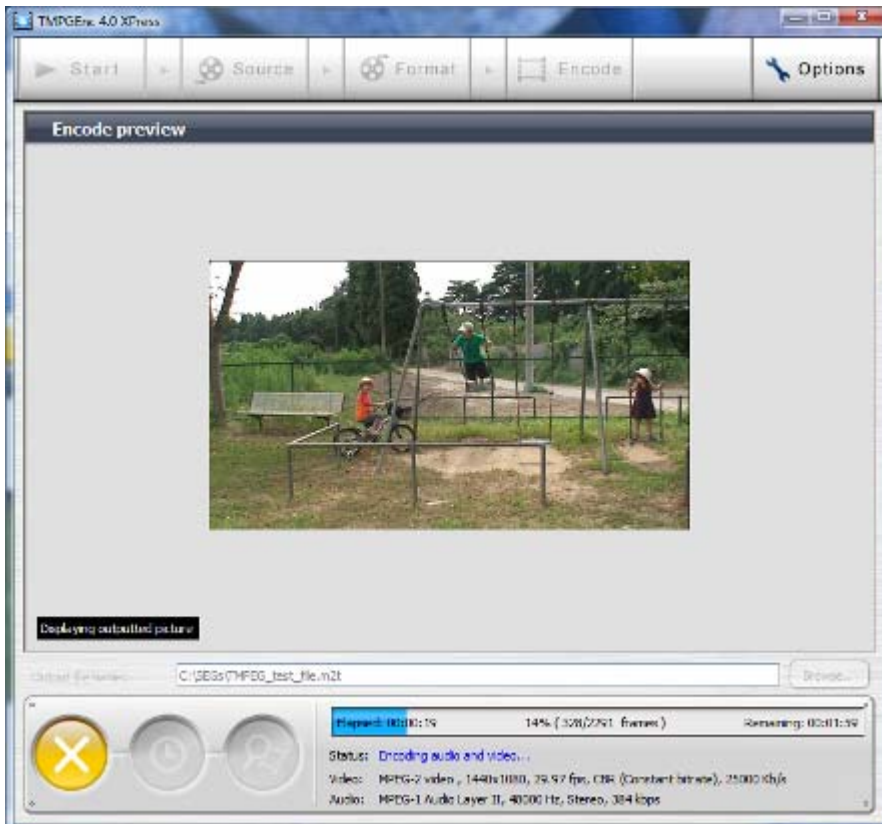 TMPGEnc 4.0 XPress
Start Source Format Encode Options
Encode preview
Displaying outputted picture
Output file name: C:\SEGs\TMPEG_test_file.m2t Browse...
Elapsed: 00:00:19 14% ( 328/2291 frames ) Remaining: 00:01:59
Status: Encoding audio and video...
Video: MPEG-2 video , 1440x1080, 29.97 fps, CBR (Constant bitrate), 25000 Kb/s
Audio: MPEG-1 Audio Layer II, 48000 Hz, Stereo, 384 kbps